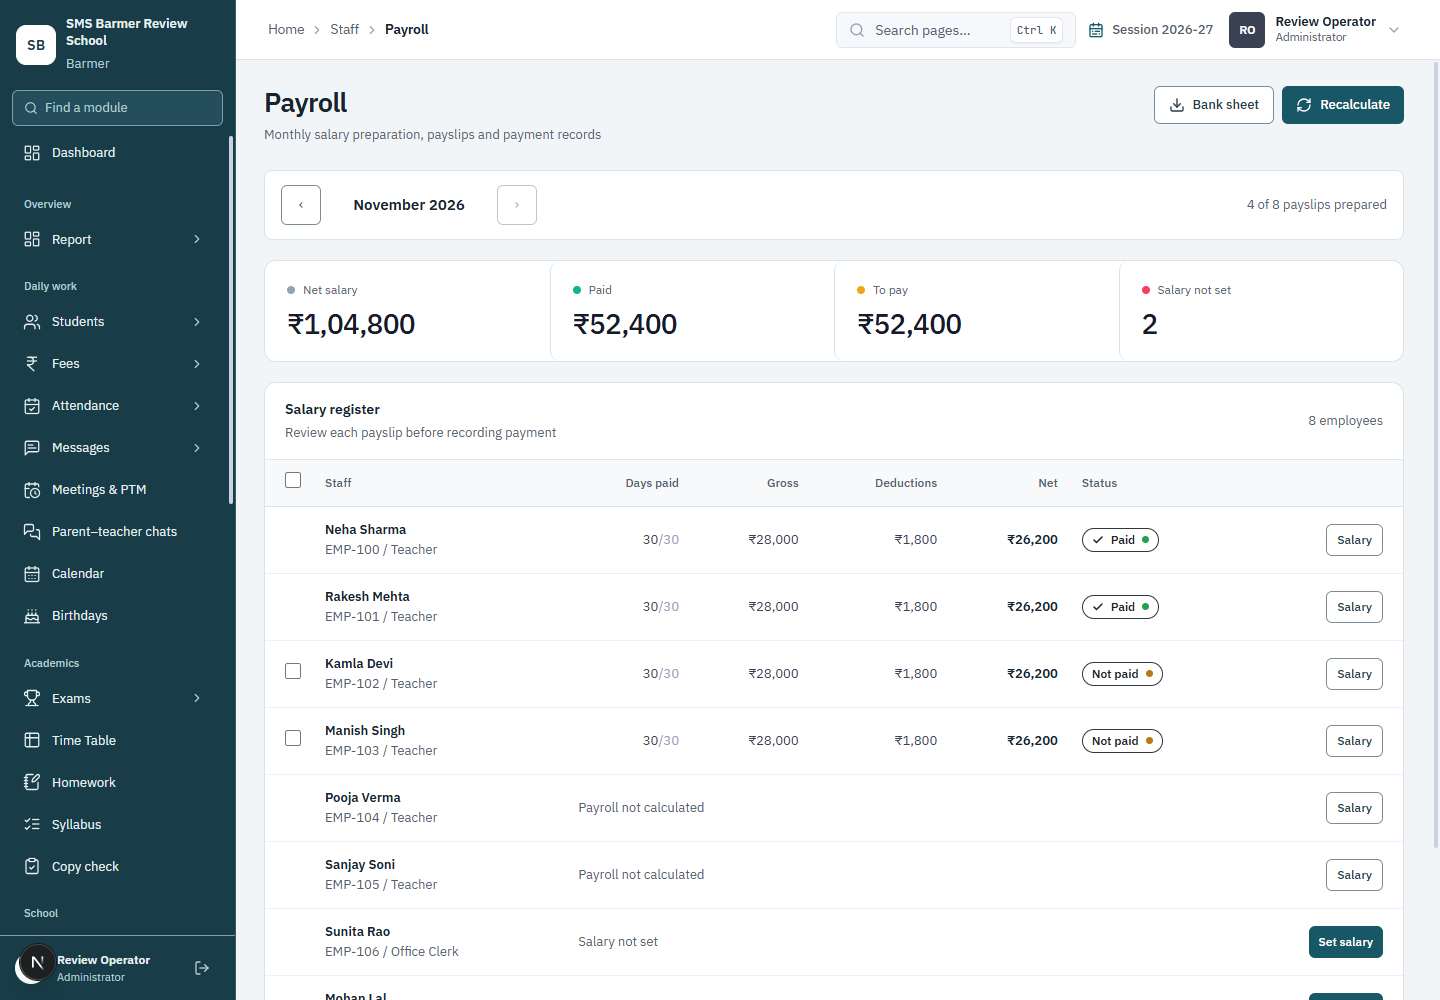 SMS Barmer Review
School
SB
Barmer
Find a module
Dashboard
Overview
Report
Daily work
Students
Fees
Attendance
Messages
Meetings & PTM
Parent–teacher chats
Calendar
Birthdays
Academics
Exams
Time Table
Homework
Syllabus
Copy check
School
N
Review Operator
Administrator
Home > Staff > Payroll
Search pages... Ctrl K
Session 2026-27
RO
Review Operator
Administrator
Payroll
Monthly salary preparation, payslips and payment records
Bank sheet
Recalculate
‹ November 2026 ›
4 of 8 payslips prepared
Net salary
₹1,04,800
Paid
₹52,400
To pay
₹52,400
Salary not set
2
Salary register
Review each payslip before recording payment
8 employees
Staff Days paid Gross Deductions Net Status
Neha Sharma
EMP-100 / Teacher
30/30 ₹28,000 ₹1,800 ₹26,200 Paid Salary
Rakesh Mehta
EMP-101 / Teacher
30/30 ₹28,000 ₹1,800 ₹26,200 Paid Salary
Kamla Devi
EMP-102 / Teacher
30/30 ₹28,000 ₹1,800 ₹26,200 Not paid Salary
Manish Singh
EMP-103 / Teacher
30/30 ₹28,000 ₹1,800 ₹26,200 Not paid Salary
Pooja Verma
EMP-104 / Teacher
Payroll not calculated Salary
Sanjay Soni
EMP-105 / Teacher
Payroll not calculated Salary
Sunita Rao
EMP-106 / Office Clerk
Salary not set Set salary
Mohan Lal